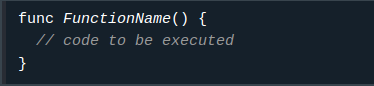 func FunctionName() {
  // code to be executed
}